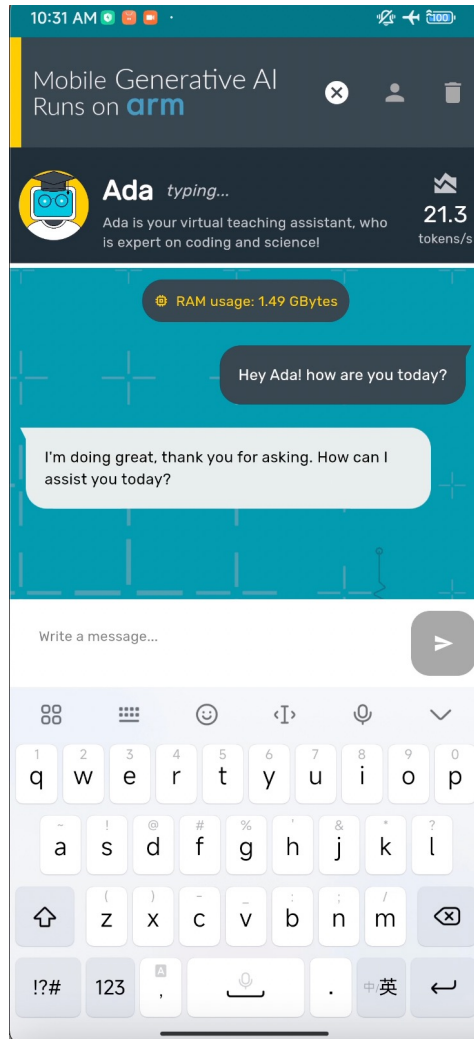 10:31 AM
100
Mobile Generative AI
Runs on arm
Ada typing...
Ada is your virtual teaching assistant, who
is expert on coding and science!
21.3
tokens/s
RAM usage: 1.49 GBytes
Hey Ada! how are you today?
I'm doing great, thank you for asking. How can I
assist you today?
Write a message...
1 2 3 4 5 6 7 8 9 0
q w e r t y u i o p
~ ! @ # % ' & * ?
a s d f g h j k l
( ) - _ : ; /
z x c v b n m
!?# 123 A , . 中/英